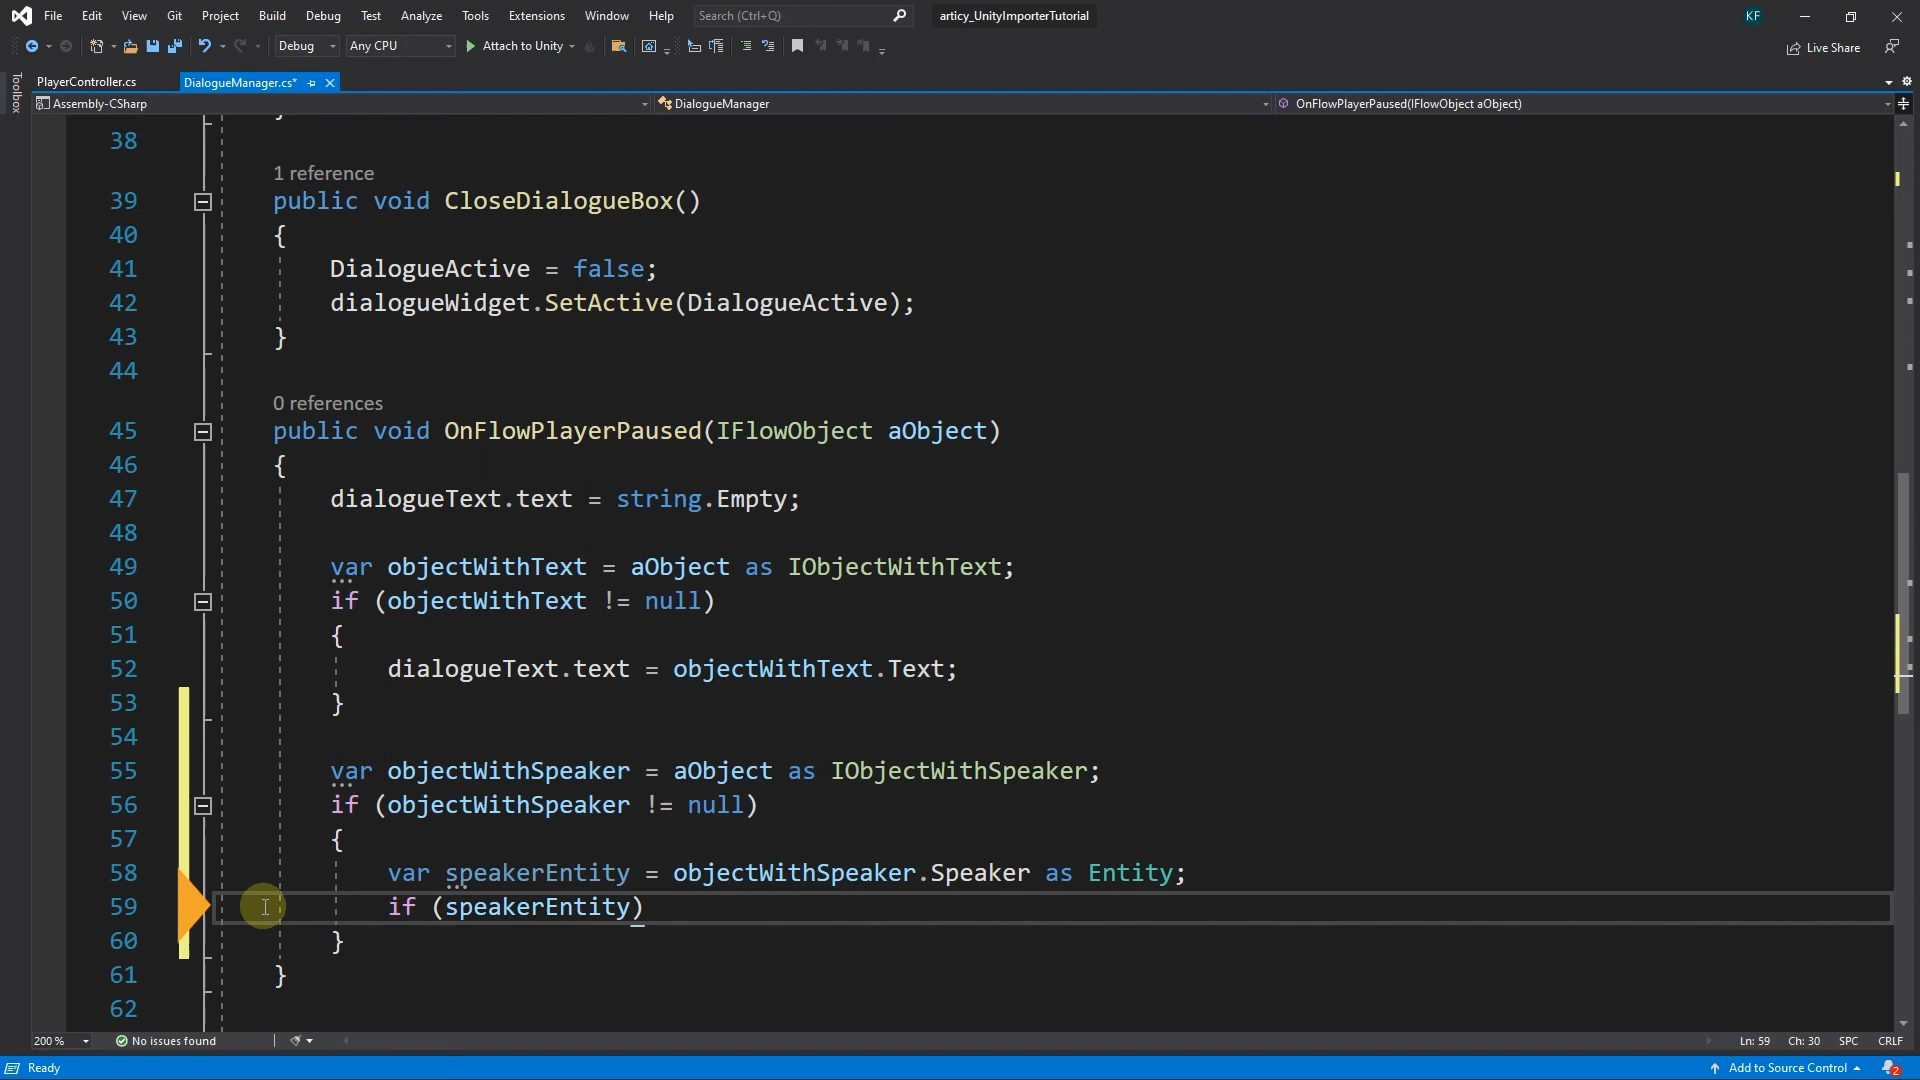 File Edit View Git Project Build Debug Test Analyze Tools Extensions Window Help Search (Ctrl+Q) articy_UnityImporterTutorial KF
Debug Any CPU Attach to Unity Live Share
Toolbox
PlayerController.cs DialogueManager.cs*
Assembly-CSharp DialogueManager OnFlowPlayerPaused(IFlowObject aObject)
38
1 reference
39 public void CloseDialogueBox()
40 {
41 DialogueActive = false;
42 dialogueWidget.SetActive(DialogueActive);
43 }
44
0 references
45 public void OnFlowPlayerPaused(IFlowObject aObject)
46 {
47 dialogueText.text = string.Empty;
48
49 var objectWithText = aObject as IObjectWithText;
50 if (objectWithText != null)
51 {
52 dialogueText.text = objectWithText.Text;
53 }
54
55 var objectWithSpeaker = aObject as IObjectWithSpeaker;
56 if (objectWithSpeaker != null)
57 {
58 var speakerEntity = objectWithSpeaker.Speaker as Entity;
59 if (speakerEntity)
60 }
61 }
62
200 % No issues found Ln: 59 Ch: 30 SPC CRLF
Ready Add to Source Control 2